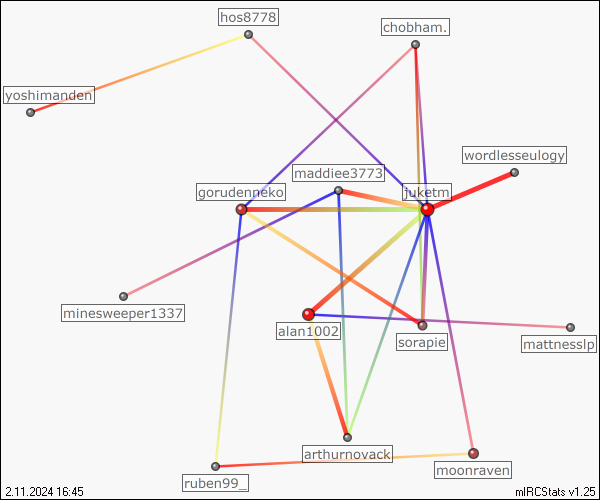 hos8778
chobham.
yoshimanden
wordlesseulogy
maddiee3773
gorudenneko
juketm
minesweeper1337
alan1002
sorapie
mattnesslp
arthurnovack
moonraven
ruben99_
2.11.2024 16:45
mIRCStats v1.25